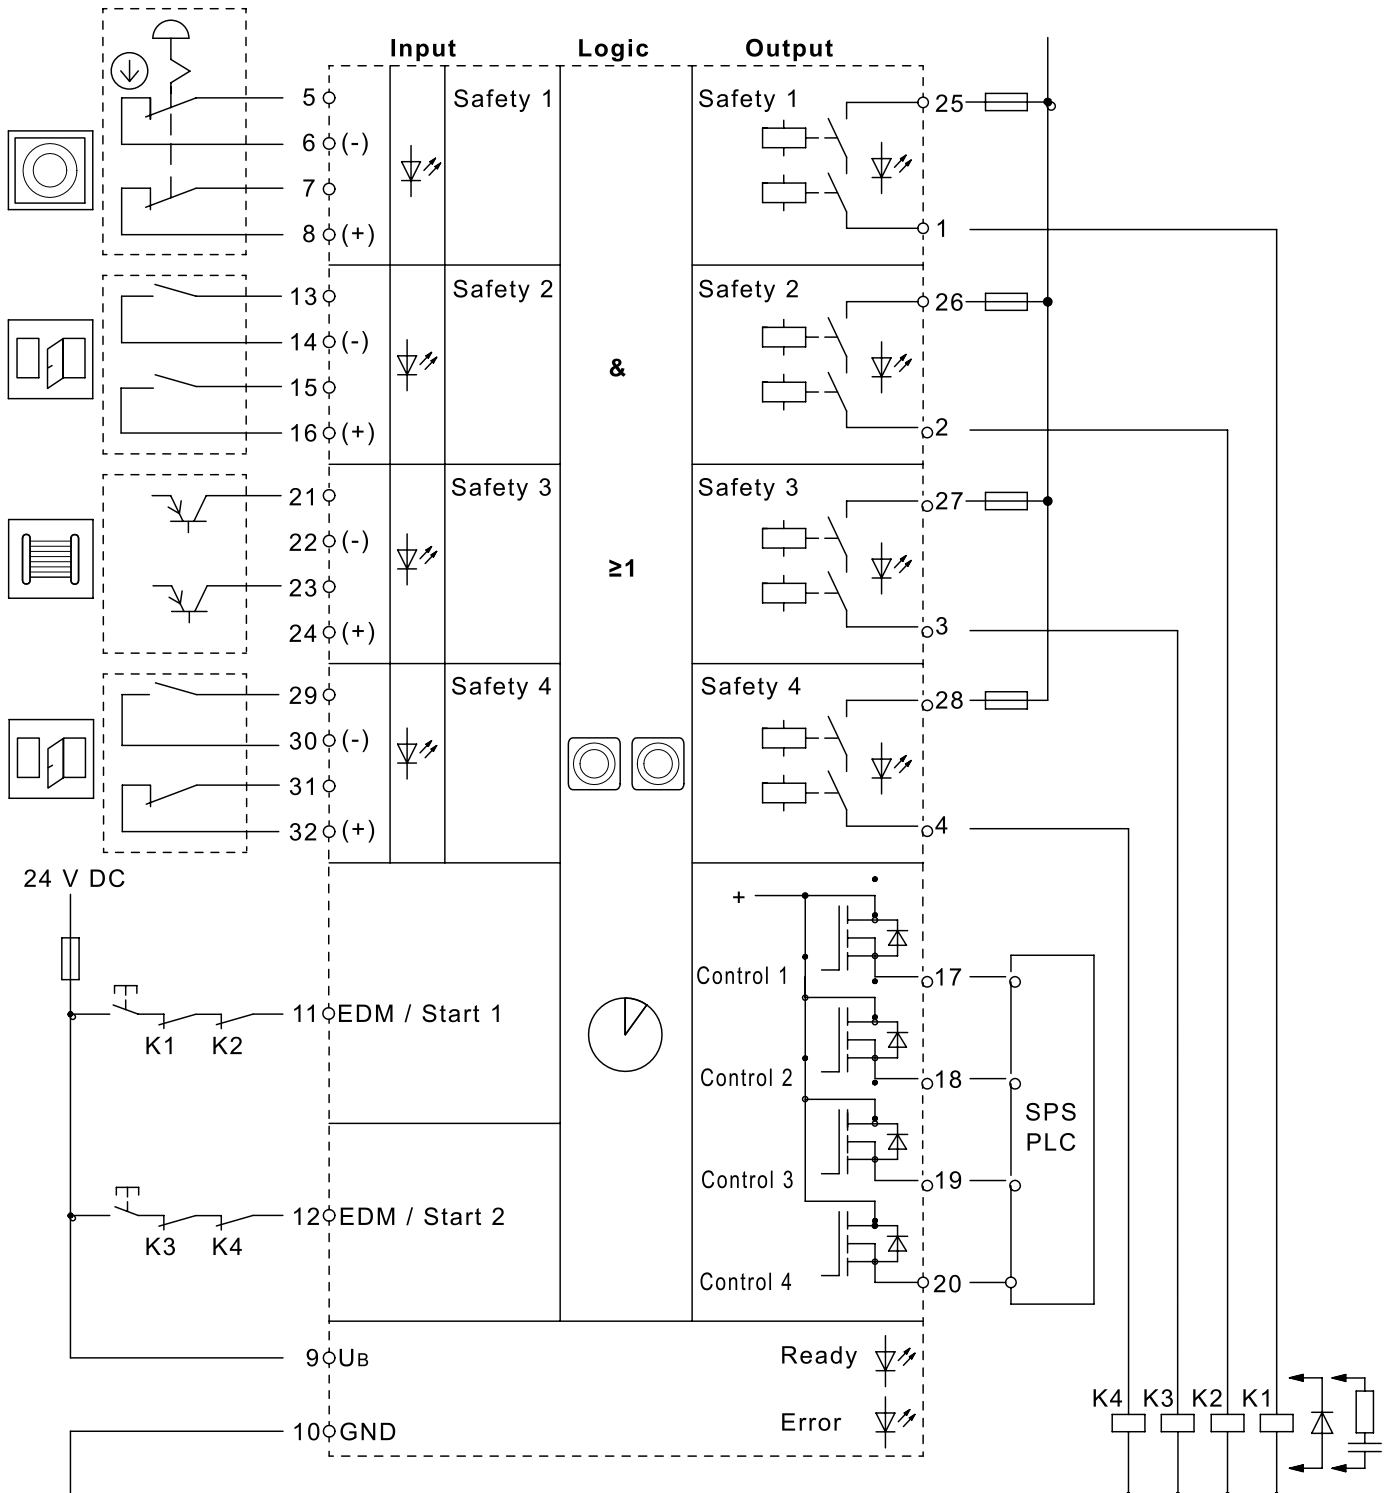 Input Logic Output
5 Safety 1 Safety 1 25
6 (-)
7
8 (+) 1
13 Safety 2 Safety 2 26
14 (-)
& 
15
16 (+) 2
21 Safety 3 Safety 3 27
22 (-)
≥1
23
24 (+) 3
29 Safety 4 Safety 4 28
30 (-)
31
32 (+) 4
24 V DC
+
Control 1 17
11 EDM / Start 1
K1 K2
Control 2 18
SPS
PLC
Control 3 19
12 EDM / Start 2
K3 K4
Control 4 20
9 UB Ready
K4 K3 K2 K1
10 GND Error